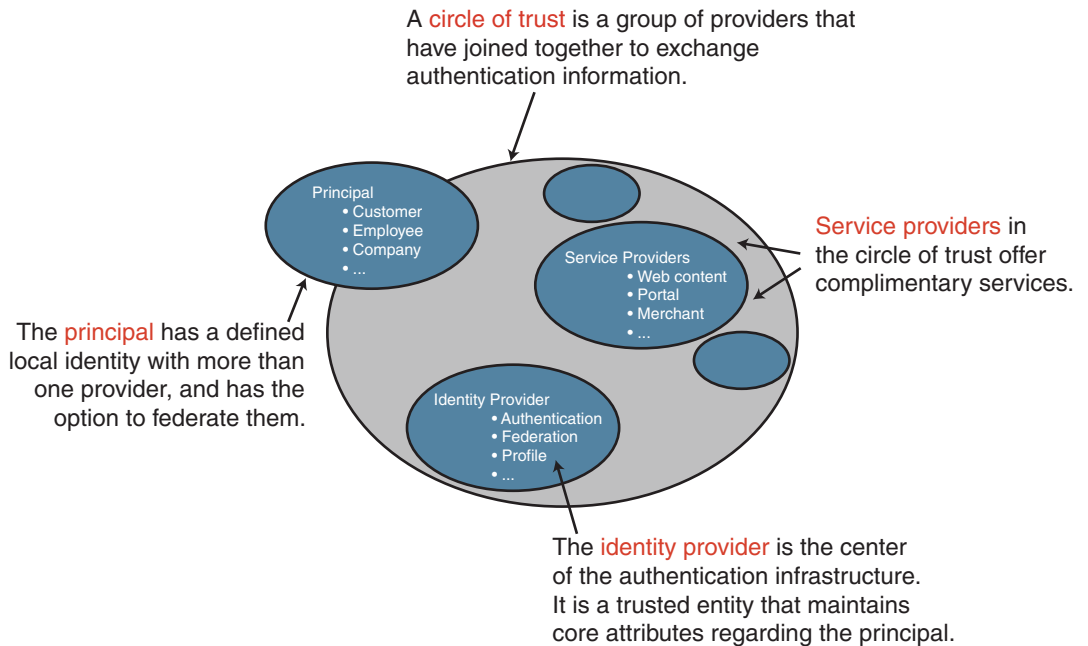 A circle of trust is a group of providers that
have joined together to exchange
authentication information.
Principal
• Customer
• Employee
• Company
• ...
Service Providers
• Web content
• Portal
• Merchant
• ...
Service providers in
the circle of trust offer
complimentary services.
The principal has a defined
local identity with more than
one provider, and has the
option to federate them.
Identity Provider
• Authentication
• Federation
• Profile
• ...
The identity provider is the center
of the authentication infrastructure.
It is a trusted entity that maintains
core attributes regarding the principal.